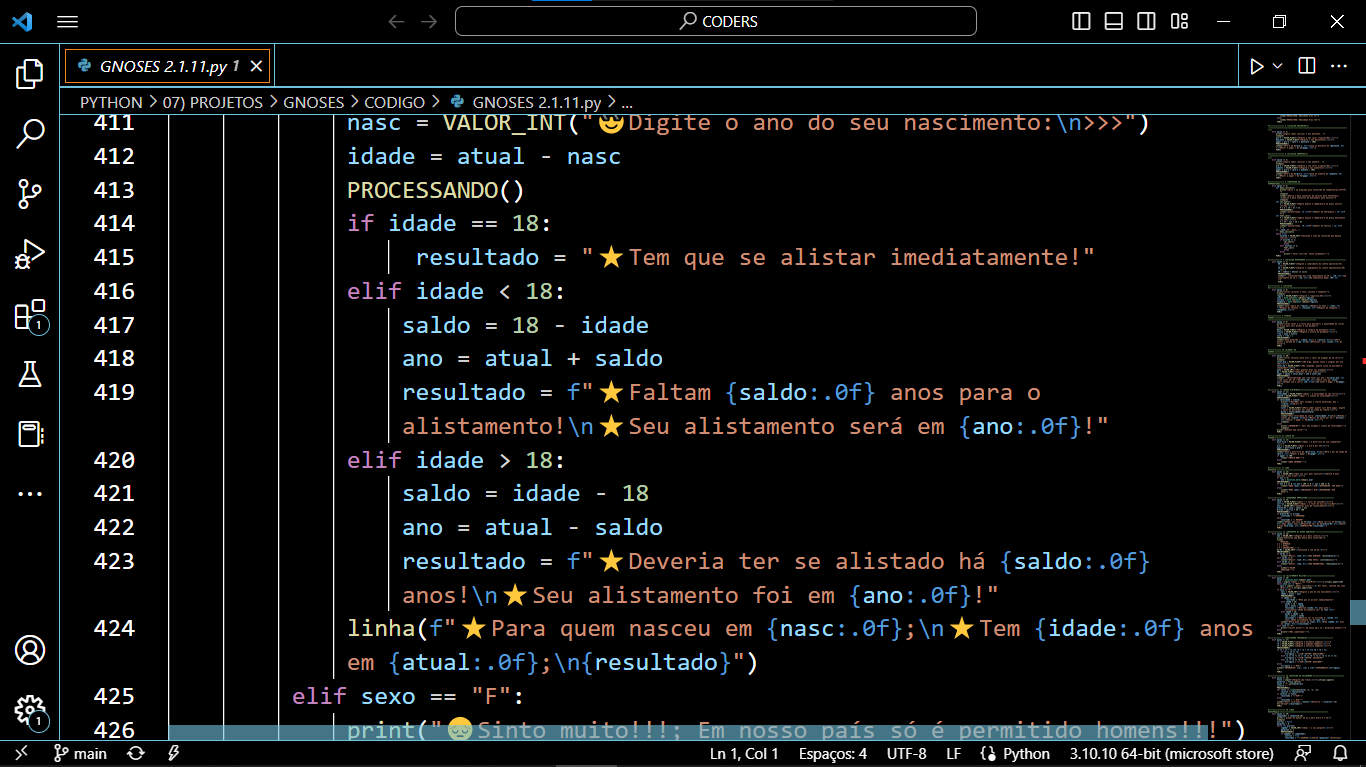 CODERS
GNOSES 2.1.11.py 1
PYTHON > 07) PROJETOS > GNOSES > CODIGO > GNOSES 2.1.11.py > ...
411 nasc = VALOR_INT("🤓Digite o ano do seu nascimento:\n>>>")
412 idade = atual - nasc
413 PROCESSANDO()
414 if idade == 18:
415 resultado = "⭐Tem que se alistar imediatamente!"
416 elif idade < 18:
417 saldo = 18 - idade
418 ano = atual + saldo
419 resultado = f"⭐Faltam {saldo:.0f} anos para o
alistamento!\n⭐Seu alistamento será em {ano:.0f}!"
420 elif idade > 18:
421 saldo = idade - 18
422 ano = atual - saldo
423 resultado = f"⭐Deveria ter se alistado há {saldo:.0f}
anos!\n⭐Seu alistamento foi em {ano:.0f}!"
424 linha(f"⭐Para quem nasceu em {nasc:.0f};\n⭐Tem {idade:.0f} anos
em {atual:.0f};\n{resultado}")
425 elif sexo == "F":
426 print("😔Sinto muito!!!; Em nosso país só é permitido homens!!!")
1
1
main
Ln 1, Col 1 Espaços: 4 UTF-8 LF Python 3.10.10 64-bit (microsoft store)